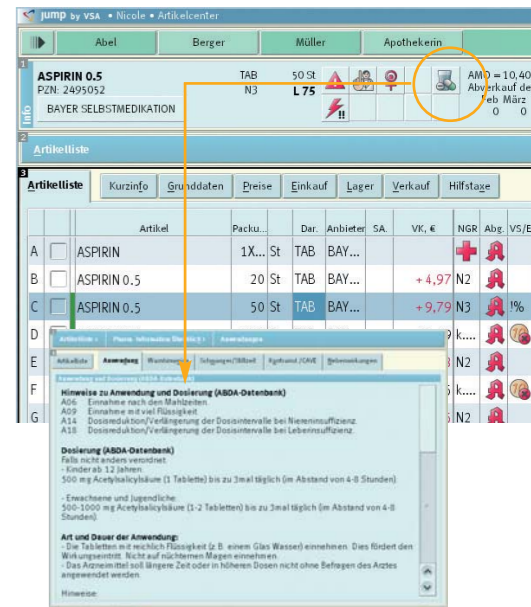 jump by VSA • Nicole • Artikelcenter
Abel Berger Müller Apothekerin
1
ASPIRIN 0.5 TAB 50 St AMO = 10,40
PZN: 2495052 N3 L 75 Abverkauf de
Feb März
BAYER SELBSTMEDIKATION !! 0 0
Info
2
Artikelliste
3
Artikelliste Kurzinfo Grunddaten Preise Einkauf Lager Verkauf Hilfstaxe
Artikel Packu... Dar. Anbieter SA. VK, € NGR Abg. VS/E
A ASPIRIN 1X... St TAB BAY...
B ASPIRIN 0.5 20 St TAB BAY... + 4,97 N2
C ASPIRIN 0.5 50 St TAB BAY... + 9,79 N3 !%
D 9 k....
E N2
F k....
G N2
Artikelliste Anwendung
Hinweise zu Anwendung und Dosierung (ABDA-Datenbank)
A06 Einnahme nach den Mahlzeiten.
A09 Einnahme mit viel Flüssigkeit
A14 Dosisreduktion/Verlängerung der Dosisintervalle bei Niereninsuffizienz.
A18 Dosisreduktion/Verlängerung der Dosisintervalle bei Leberinsuffizienz.
Dosierung (ABDA-Datenbank)
Falls nicht anders verordnet
- Kinder ab 12 Jahren:
500 mg Acetylsalicylsäure (1 Tablette) bis zu 3mal täglich (im Abstand von 4-8 Stunden)
- Erwachsene und Jugendliche:
500-1000 mg Acetylsalicylsäure (1-2 Tabletten) bis zu 3mal täglich (im Abstand von 4-8
Stunden)
Art und Dauer der Anwendung:
- Die Tabletten mit reichlich Flüssigkeit (z.B. einem Glas Wasser) einnehmen. Dies fördert den
Wirkungseintritt. Nicht auf nüchternen Magen einnehmen.
- Das Arzneimittel soll längere Zeit oder in höheren Dosen nicht ohne Befragen des Arztes
angewendet werden.
Hinweise: